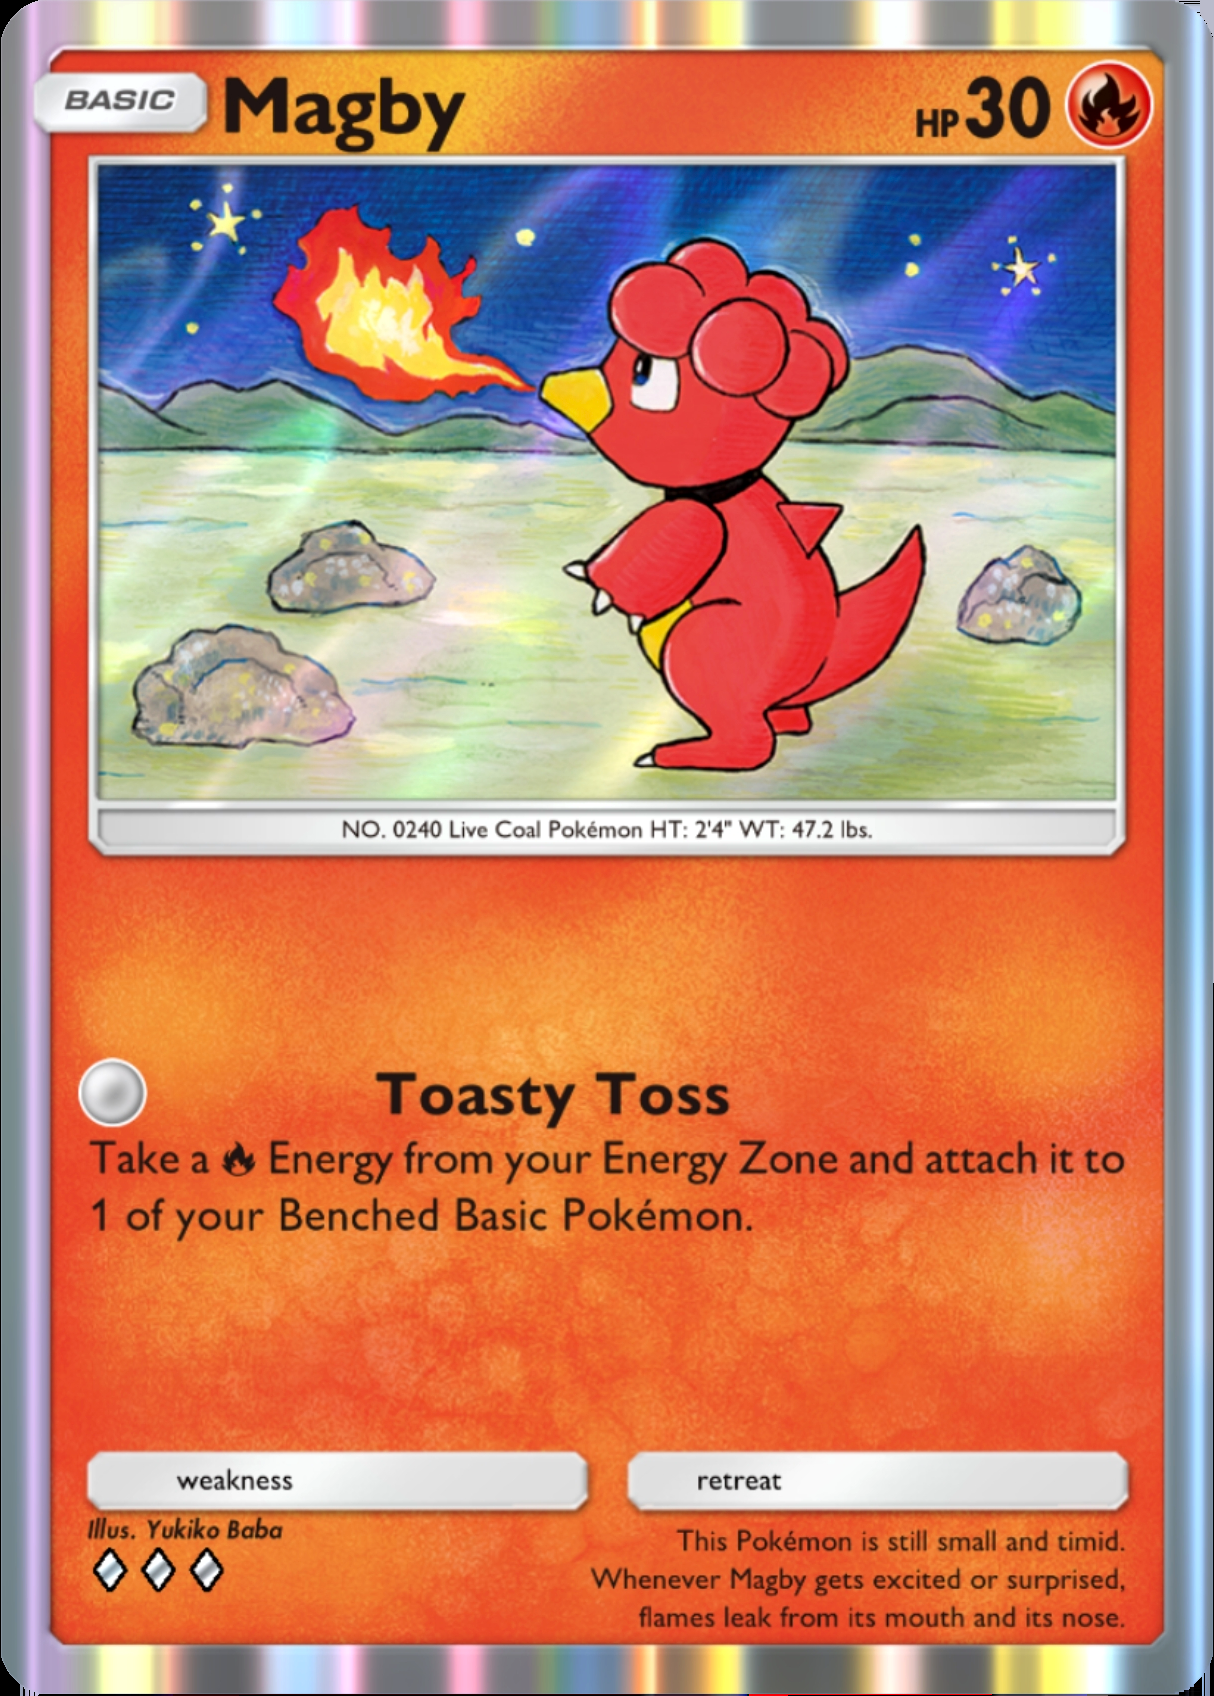 BASIC Magby HP 30
NO. 0240 Live Coal Pokémon HT: 2'4" WT: 47.2 lbs.
Toasty Toss
Take a Energy from your Energy Zone and attach it to
1 of your Benched Basic Pokémon.
weakness retreat
Illus. Yukiko Baba
This Pokémon is still small and timid.
Whenever Magby gets excited or surprised,
flames leak from its mouth and its nose.